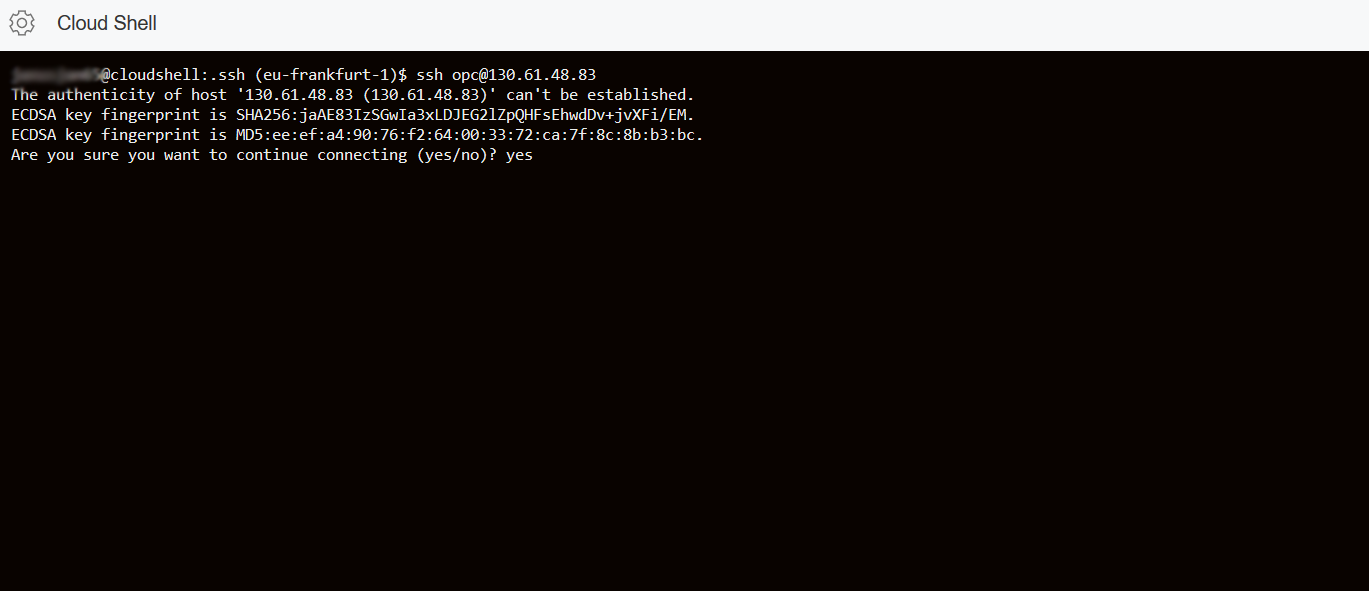 Cloud Shell
@cloudshell:.ssh (eu-frankfurt-1)$ ssh opc@130.61.48.83
The authenticity of host '130.61.48.83 (130.61.48.83)' can't be established.
ECDSA key fingerprint is SHA256:jaAE83IzSGwIa3xLDJEG2lZpQHFsEhwdDv+jvXFi/EM.
ECDSA key fingerprint is MD5:ee:ef:a4:90:76:f2:64:00:33:72:ca:7f:8c:8b:b3:bc.
Are you sure you want to continue connecting (yes/no)? yes